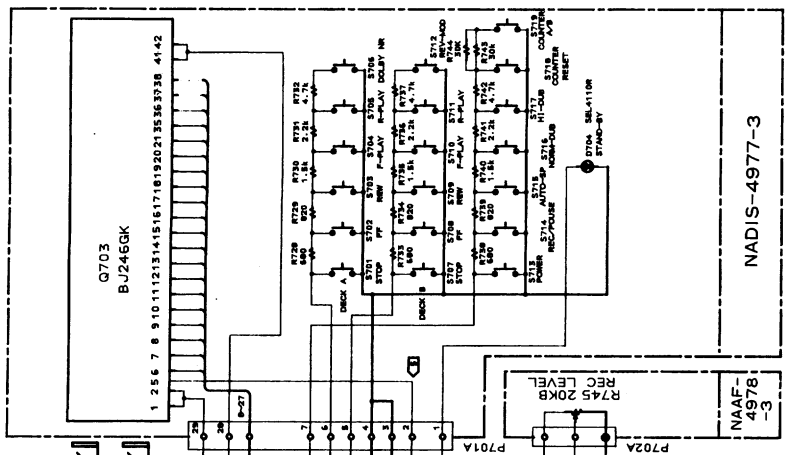 Q703
BJ246GK
1 2 5 6 7 8 9 10 11 12 13 14 15 16 17 18 19 20 21 35 36 37 38 41 42
R728
680
R729
820
R730
1.5k
R731
2.2k
R732
4.7k
S701
STOP
S702
FF
S703
REW
S704
F-PLAY
S705
R-PLAY
S706
DOLBY NR
DECK A
R733
680
R734
820
R735
1.5k
R736
2.2k
R737
4.7k
S707
STOP
S708
FF
S709
REW
S710
F-PLAY
S711
R-PLAY
S712
REV-MOD
DECK B
R738
680
R739
820
R740
1.5k
R741
2.2k
R742
4.7k
R743
30k
R744
30K
S713
POWER
S714
REC/POUSE
S715
AUTO-SP
S716
NORM-DUB
S717
HI-DUB
S718
COUNTER
RESET
S719
COUNTER
A/B
D704 SEL4110R
STAND-BY
NADIS-4977-3
8-27
29 28 7 6 5 4 3 2 1
P701A
R745 20KB
REC LEVEL
P702A
NAAF-
4978
-3